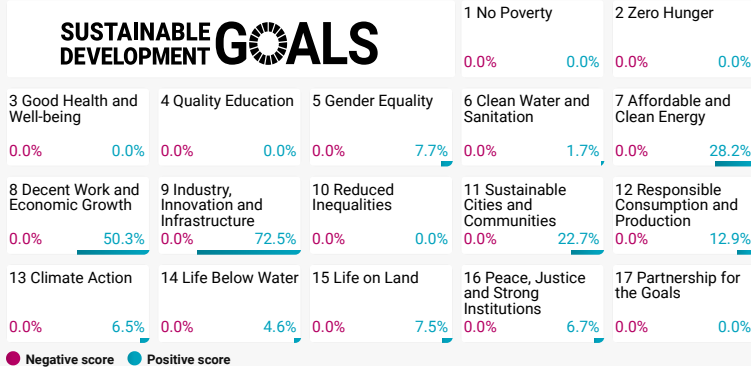 SUSTAINABLE
DEVELOPMENT GOALS
1 No Poverty
0.0% 0.0%
2 Zero Hunger
0.0% 0.0%
3 Good Health and
Well-being
0.0% 0.0%
4 Quality Education
0.0% 0.0%
5 Gender Equality
0.0% 7.7%
6 Clean Water and
Sanitation
0.0% 1.7%
7 Affordable and
Clean Energy
0.0% 28.2%
8 Decent Work and
Economic Growth
0.0% 50.3%
9 Industry,
Innovation and
Infrastructure
0.0% 72.5%
10 Reduced
Inequalities
0.0% 0.0%
11 Sustainable
Cities and
Communities
0.0% 22.7%
12 Responsible
Consumption and
Production
0.0% 12.9%
13 Climate Action
0.0% 6.5%
14 Life Below Water
0.0% 4.6%
15 Life on Land
0.0% 7.5%
16 Peace, Justice
and Strong
Institutions
0.0% 6.7%
17 Partnership for
the Goals
0.0% 0.0%
Negative score Positive score